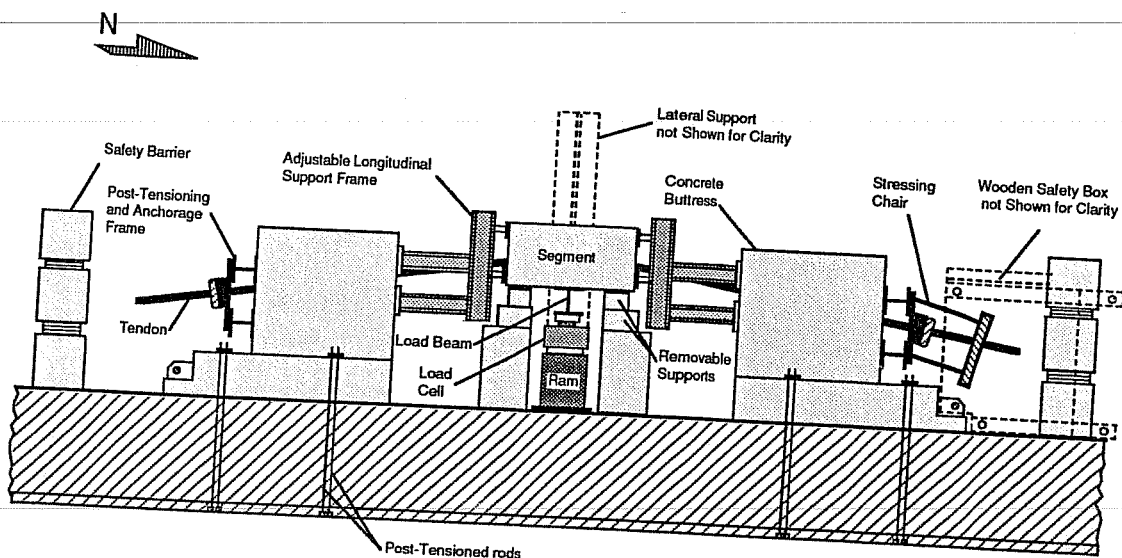 N
Lateral Support
not Shown for Clarity
Safety Barrier
Adjustable Longitudinal
Support Frame
Concrete
Buttress
Stressing
Chair
Wooden Safety Box
not Shown for Clarity
Post-Tensioning
and Anchorage
Frame
Segment
Tendon
Load Beam
Removable
Supports
Load
Cell
Ram
Post-Tensioned rods